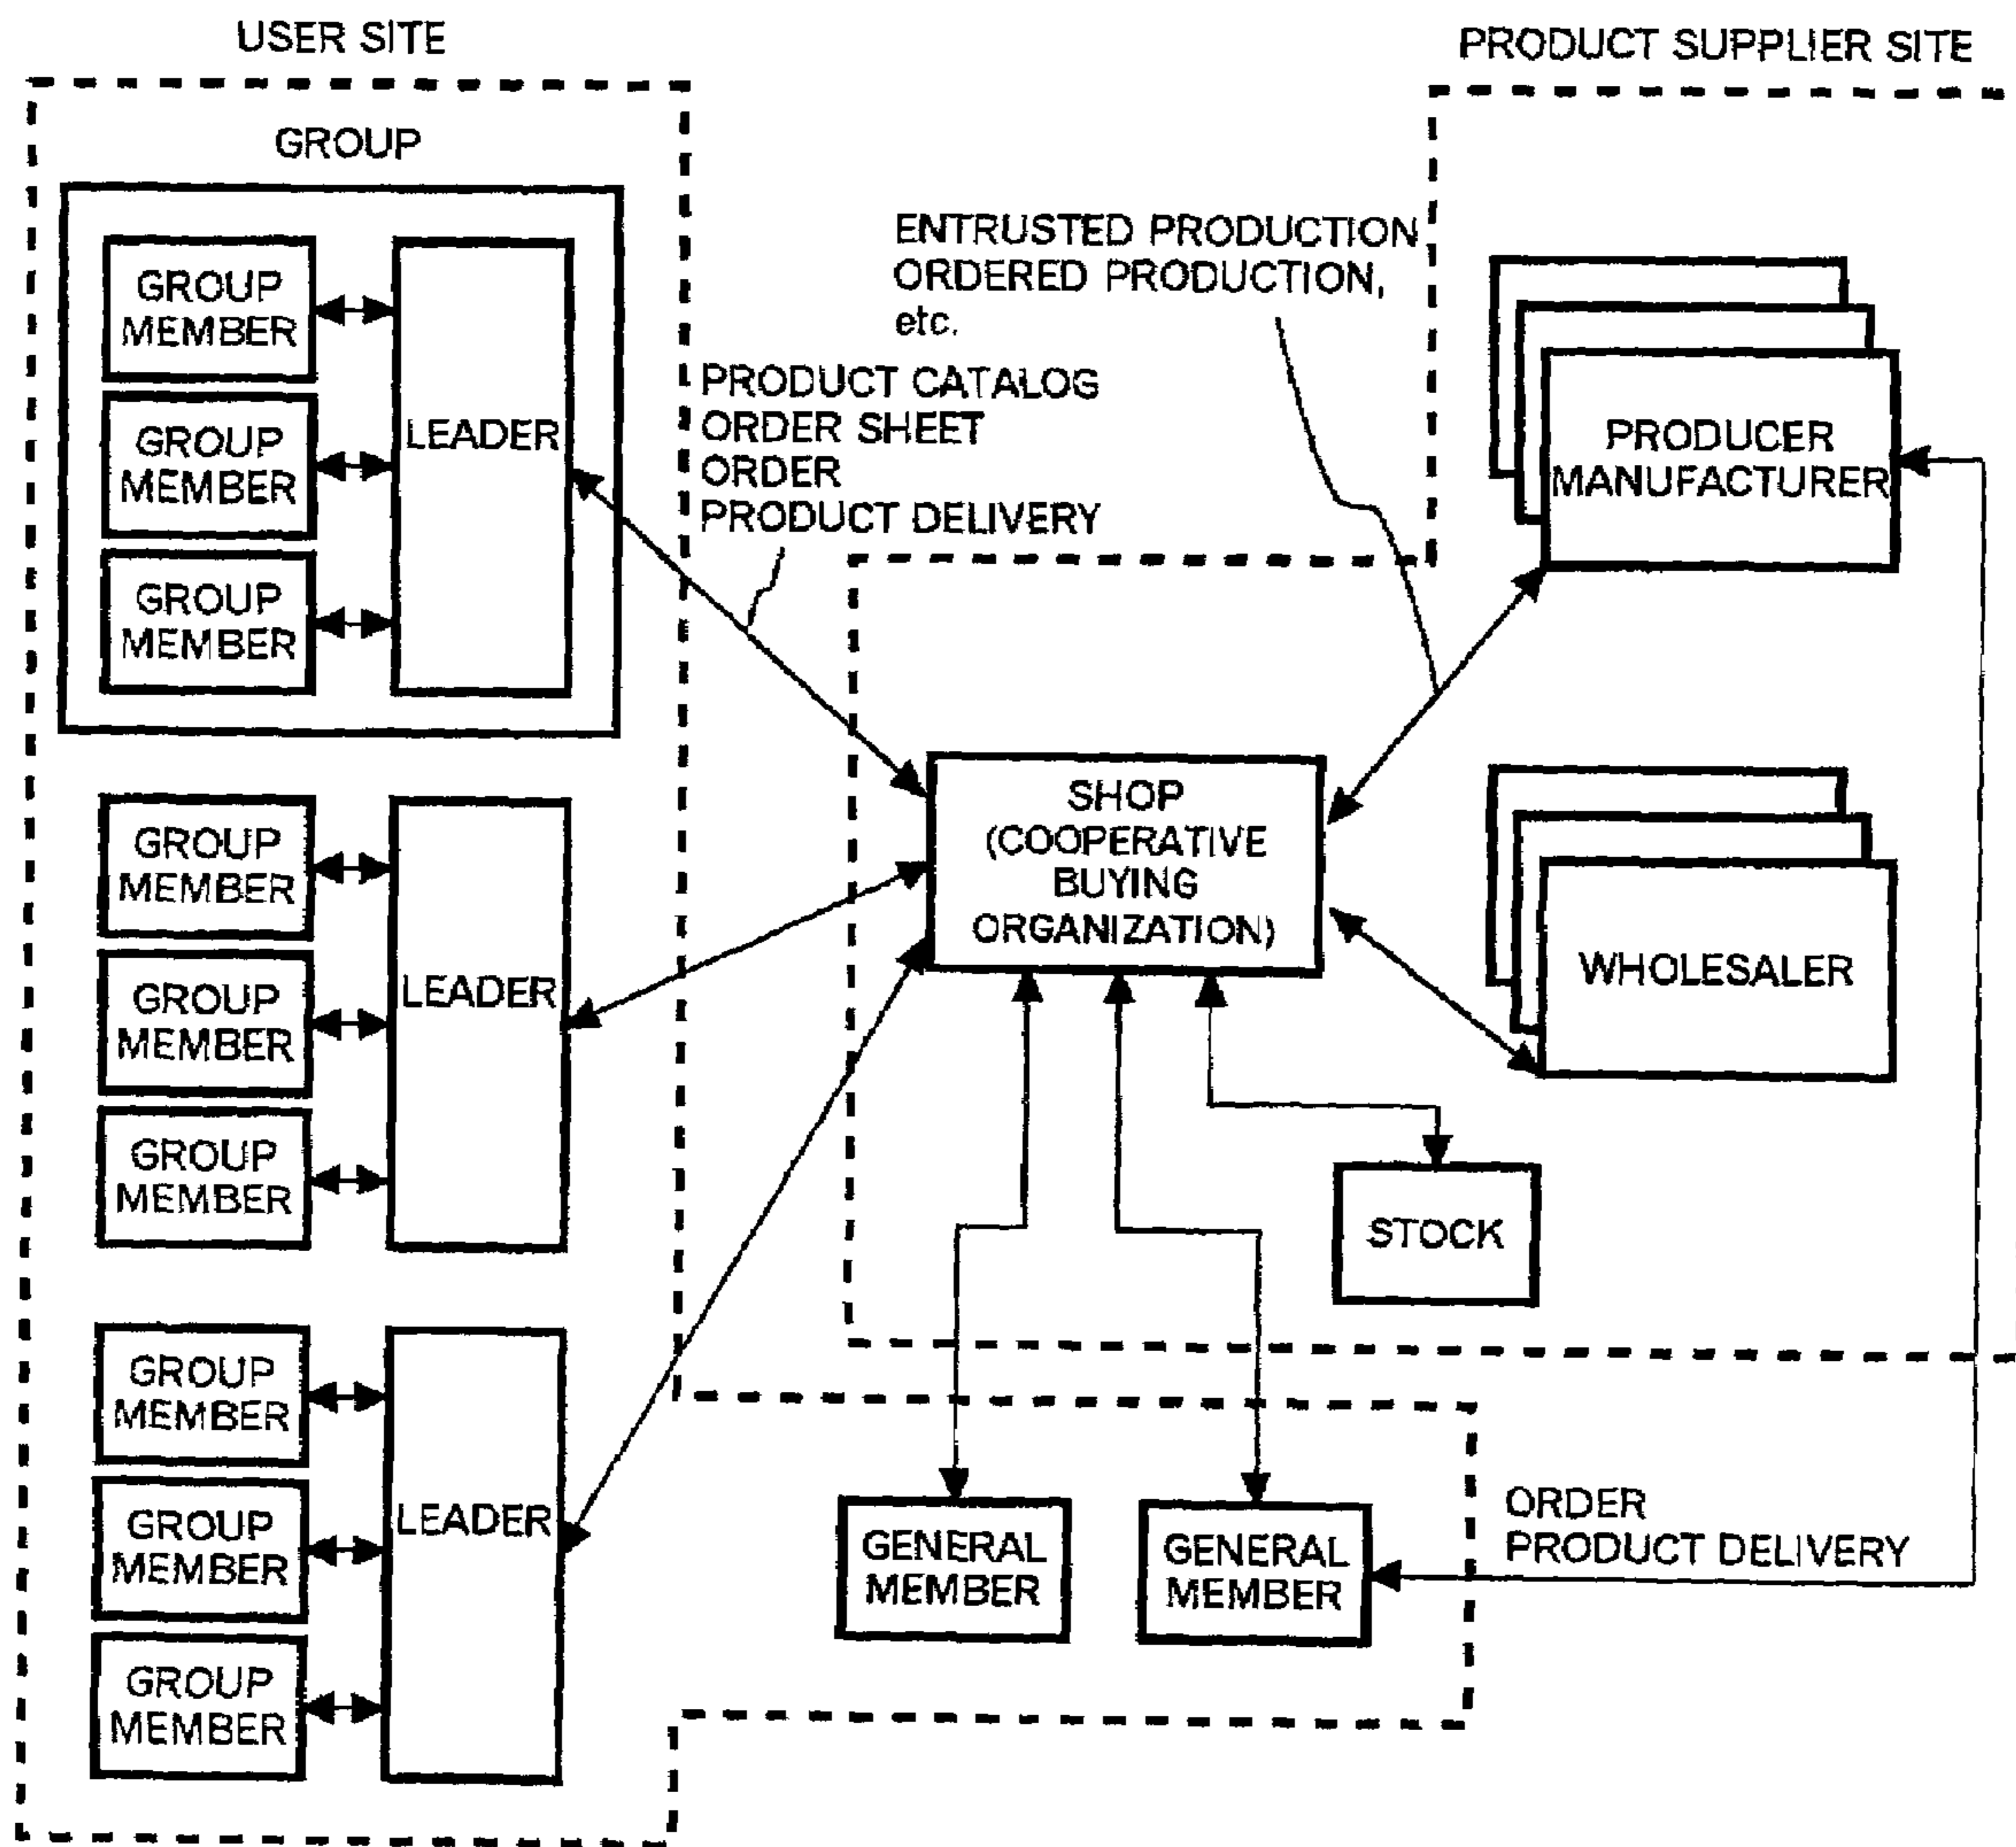 USER SITE
PRODUCT SUPPLIER SITE
GROUP
GROUP
MEMBER
GROUP
MEMBER
GROUP
MEMBER
LEADER
PRODUCT CATALOG
ORDER SHEET
ORDER
PRODUCT DELIVERY
ENTRUSTED PRODUCTION
ORDERED PRODUCTION,
etc.
PRODUCER
MANUFACTURER
SHOP
(COOPERATIVE
BUYING
ORGANIZATION)
WHOLESALER
STOCK
GROUP
MEMBER
GROUP
MEMBER
GROUP
MEMBER
LEADER
GROUP
MEMBER
GROUP
MEMBER
GROUP
MEMBER
LEADER
GENERAL
MEMBER
GENERAL
MEMBER
ORDER
PRODUCT DELIVERY